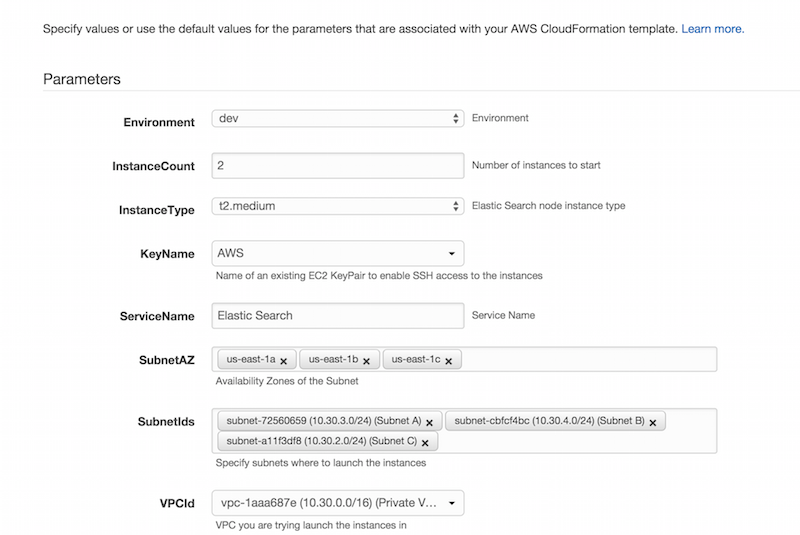 Specify values or use the default values for the parameters that are associated with your AWS CloudFormation template. Learn more.
Parameters
Environment dev Environment
InstanceCount 2 Number of instances to start
InstanceType t2.medium Elastic Search node instance type
KeyName AWS
Name of an existing EC2 KeyPair to enable SSH access to the instances
ServiceName Elastic Search Service Name
SubnetAZ us-east-1a × us-east-1b × us-east-1c ×
Availability Zones of the Subnet
SubnetIds subnet-72560659 (10.30.3.0/24) (Subnet A) × subnet-cbfcf4bc (10.30.4.0/24) (Subnet B) ×
subnet-a11f3df8 (10.30.2.0/24) (Subnet C) ×
Specify subnets where to launch the instances
VPCId vpc-1aaa687e (10.30.0.0/16) (Private V...
VPC you are trying launch the instances in